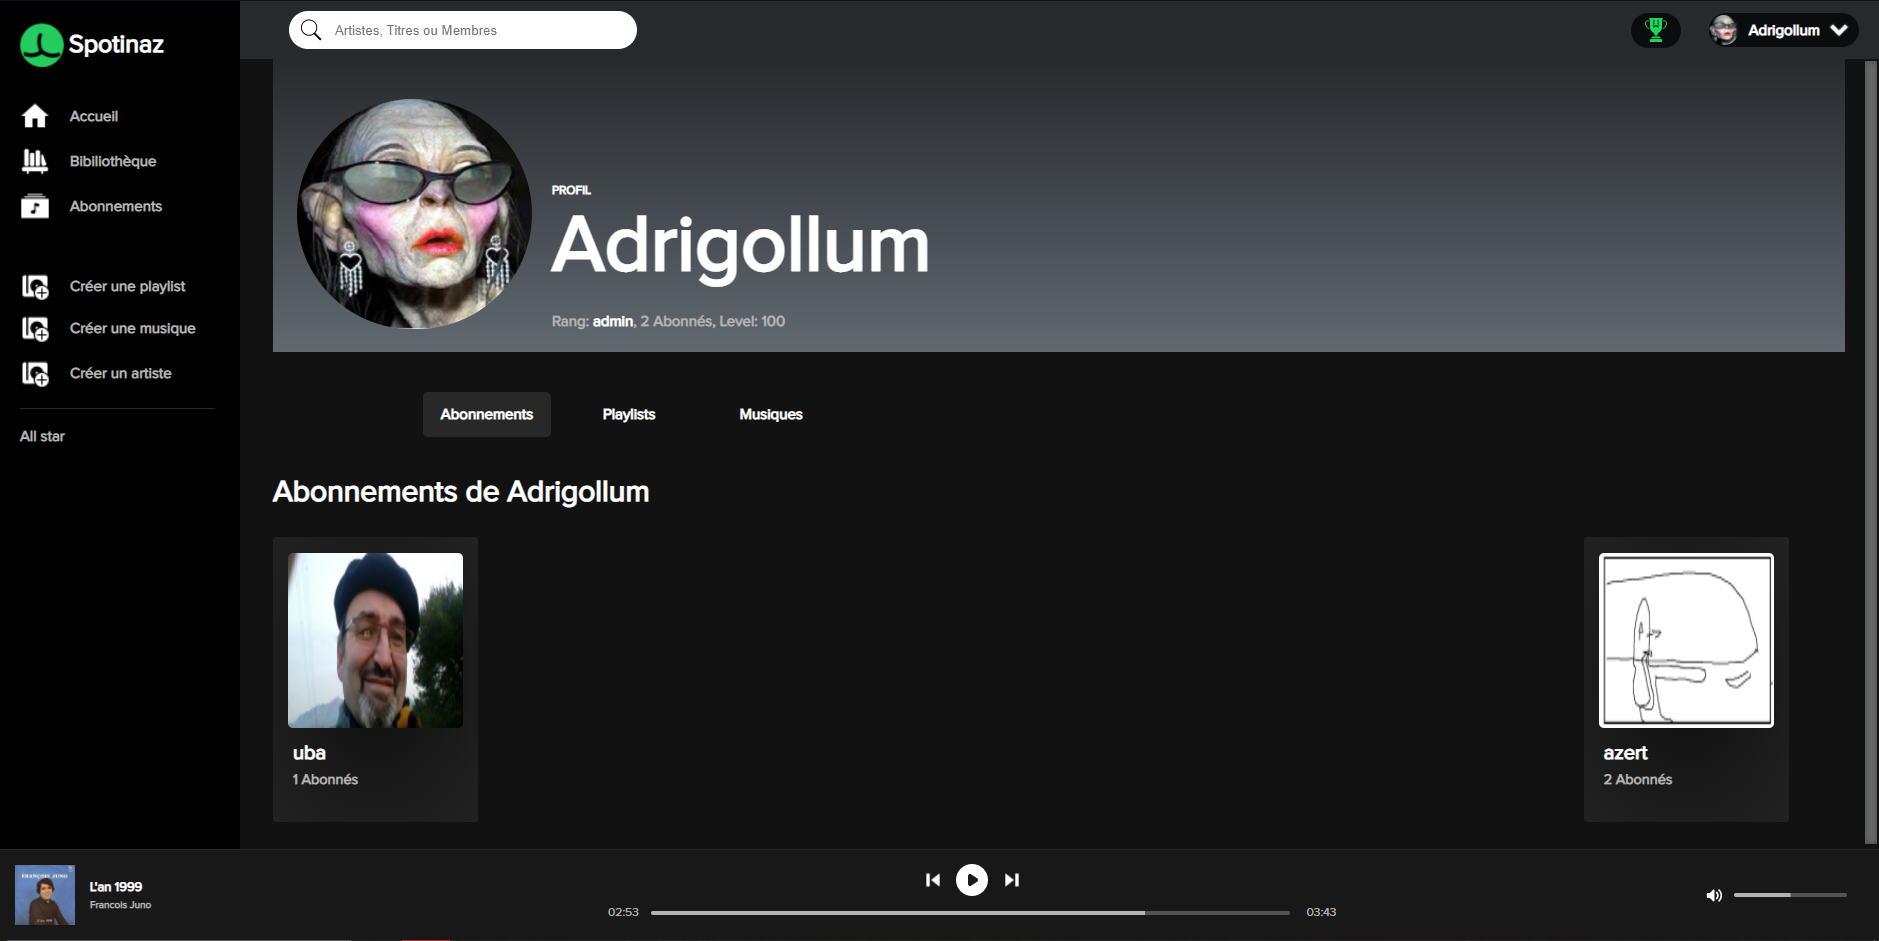 Spotinaz
Artistes, Titres ou Membres
Adrigollum
Accueil
Bibiliothèque
Abonnements
Créer une playlist
Créer une musique
Créer un artiste
All star
PROFIL
Adrigollum
Rang: admin, 2 Abonnés, Level: 100
Abonnements Playlists Musiques
Abonnements de Adrigollum
uba
1 Abonnés
azert
2 Abonnés
FRANÇOIS JUNO
L'an 1999
Francois Juno
02:53
03:43